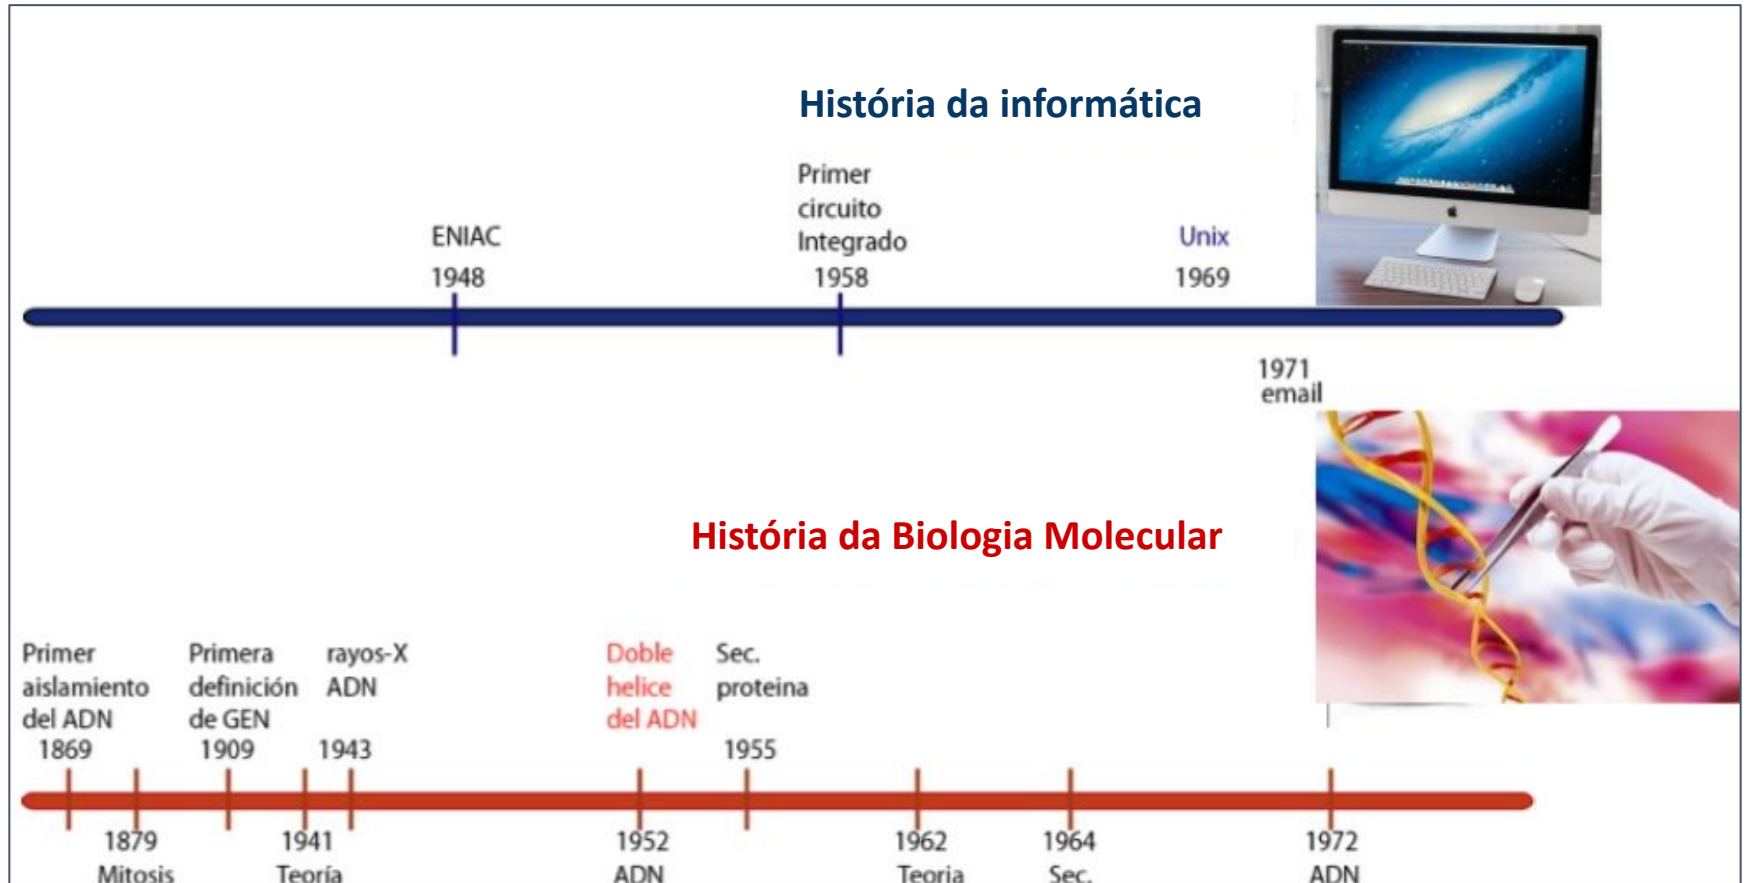 História da informática
Primer
circuito
Integrado
1958
ENIAC
1948
Unix
1969
1971
email
História da Biologia Molecular
Primer
aislamiento
del ADN
1869
Primera
definición
de GEN
1909
rayos-X
ADN
1943
Doble
helice
del ADN
Sec.
proteina
1955
1879
Mitosis
1941
Teoría
1952
ADN
1962
Teoria
1964
Sec.
1972
ADN